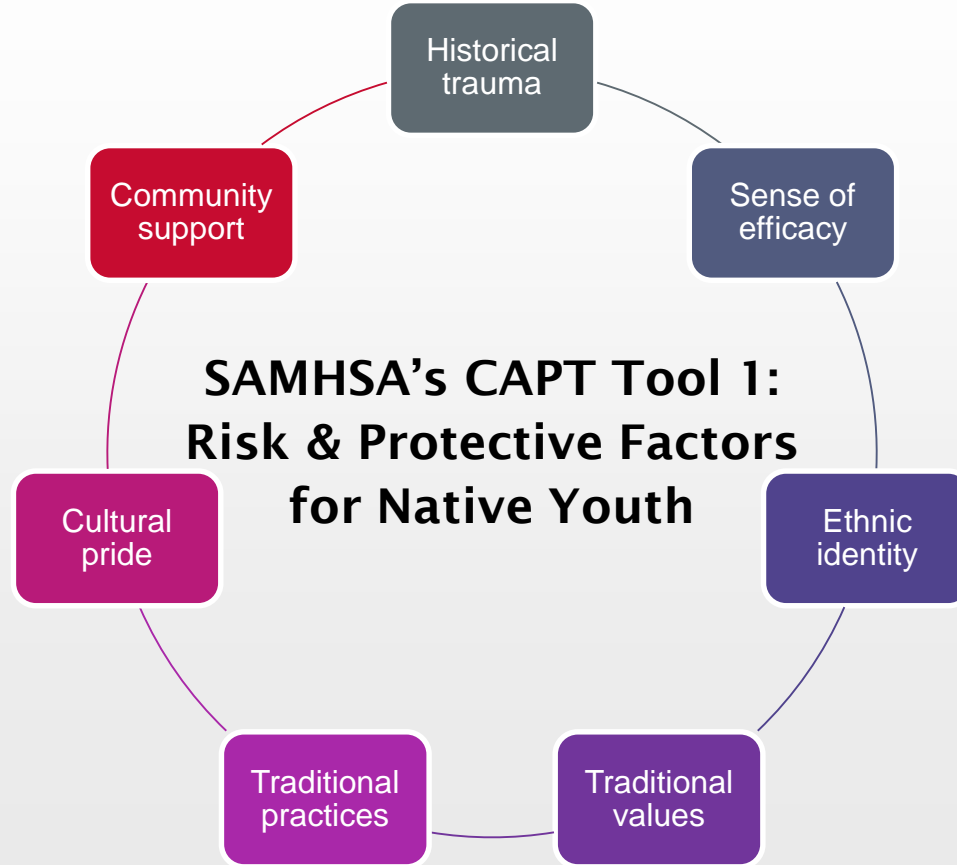 Historical
trauma
Sense of
efficacy
Ethnic
identity
Traditional
values
Traditional
practices
Cultural
pride
Community
support
SAMHSA’s CAPT Tool 1:
Risk & Protective Factors
for Native Youth